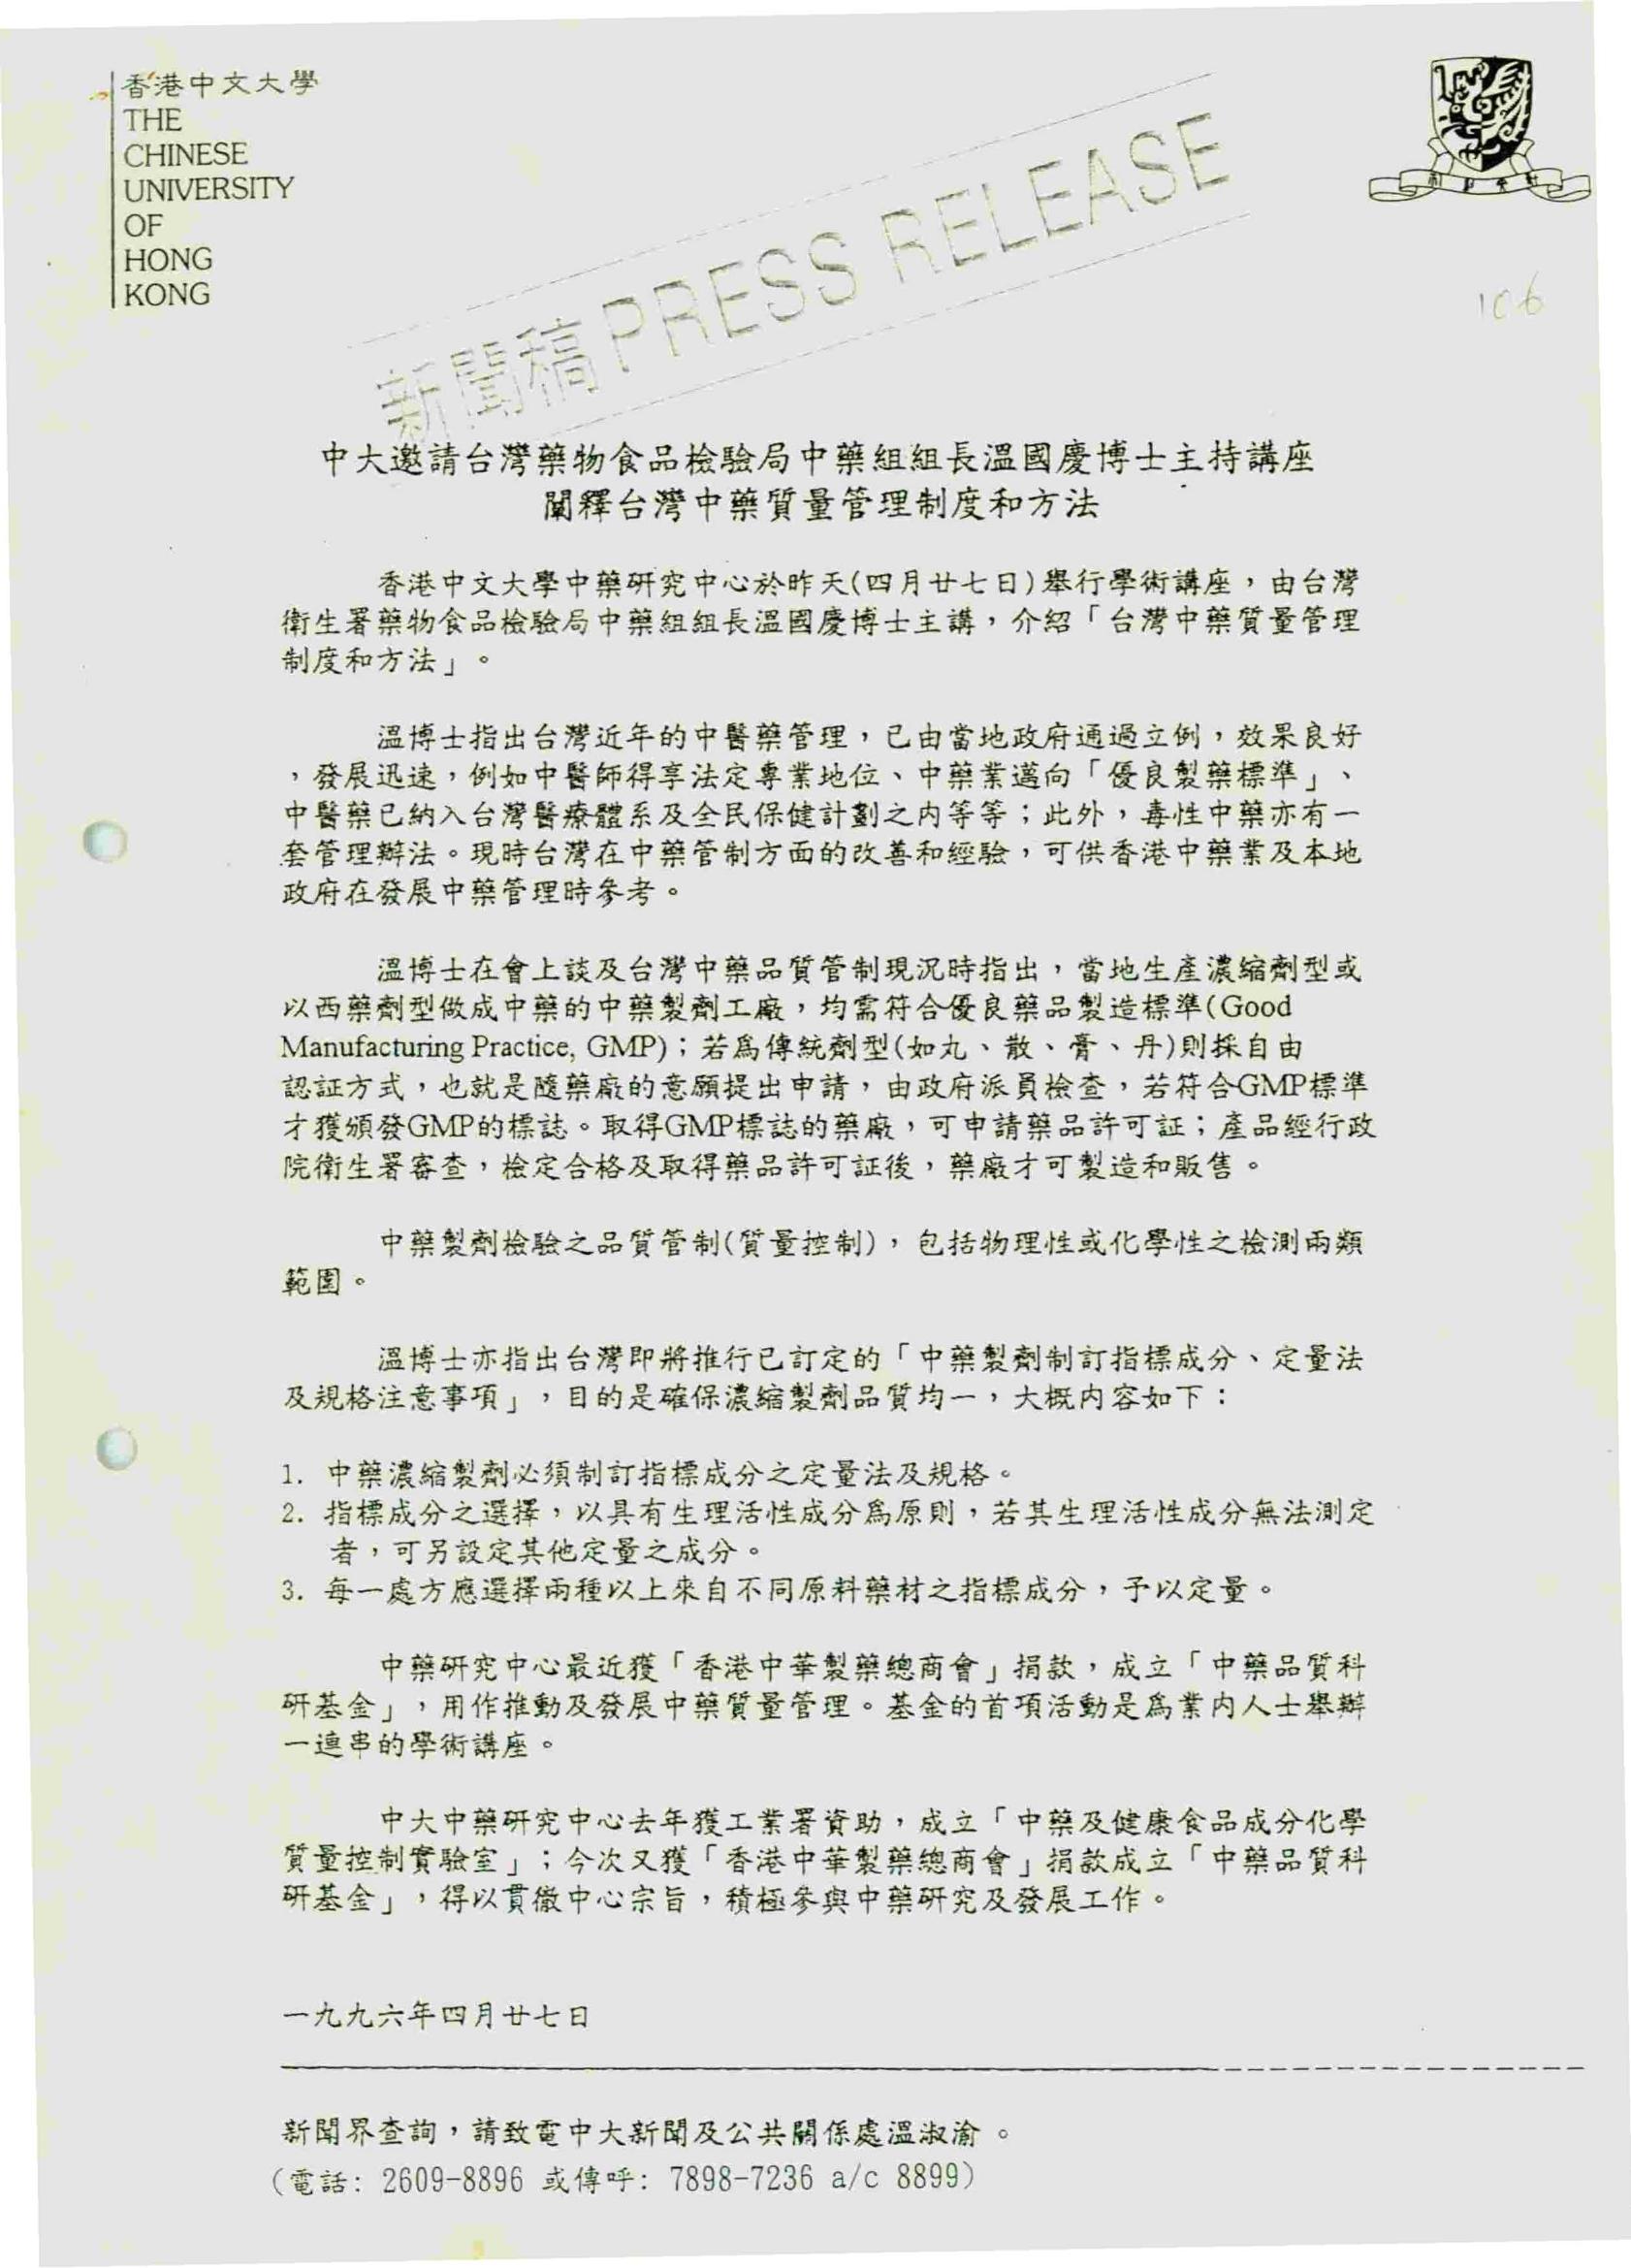 香港中文大學
THE
CHINESE
UNIVERSITY
OF
HONG
KONG
新聞稿 PRESS RELEASE
106
中大邀請台灣藥物食品檢驗局中藥組組長溫國慶博士主持講座
闡釋台灣中藥質量管理制度和方法
香港中文大學中藥研究中心於昨天(四月廿七日)舉行學術講座，由台灣
衛生署藥物食品檢驗局中藥組組長溫國慶博士主講，介紹「台灣中藥質量管理
制度和方法」。
溫博士指出台灣近年的中醫藥管理，已由當地政府通過立例，效果良好
，發展迅速，例如中醫師得享法定專業地位、中藥業邁向「優良製藥標準」、
中醫藥已納入台灣醫療體系及全民保健計劃之內等等；此外，毒性中藥亦有一
套管理辦法。現時台灣在中藥管制方面的改善和經驗，可供香港中藥業及本地
政府在發展中藥管理時參考。
溫博士在會上談及台灣中藥品質管制現況時指出，當地生產濃縮劑型或
以西藥劑型做成中藥的中藥製劑工廠，均需符合優良藥品製造標準(Good
Manufacturing Practice, GMP)；若為傳統劑型(如丸、散、膏、丹)則採自由
認証方式，也就是隨藥廠的意願提出申請，由政府派員檢查，若符合GMP標準
才獲頒發GMP的標誌。取得GMP標誌的藥廠，可申請藥品許可証；產品經行政
院衛生署審查，檢定合格及取得藥品許可証後，藥廠才可製造和販售。
中藥製劑檢驗之品質管制(質量控制)，包括物理性或化學性之檢測兩類
範圍。
溫博士亦指出台灣即將推行已訂定的「中藥製劑制訂指標成分、定量法
及規格注意事項」，目的是確保濃縮製劑品質均一，大概內容如下：
1. 中藥濃縮製劑必須制訂指標成分之定量法及規格。
2. 指標成分之選擇，以具有生理活性成分為原則，若其生理活性成分無法測定
者，可另設定其他定量之成分。
3. 每一處方應選擇兩種以上來自不同原料藥材之指標成分，予以定量。
中藥研究中心最近獲「香港中華製藥總商會」捐款，成立「中藥品質科
研基金」，用作推動及發展中藥質量管理。基金的首項活動是為業內人士舉辦
一連串的學術講座。
中大中藥研究中心去年獲工業署資助，成立「中藥及健康食品成分化學
質量控制實驗室」；今次又獲「香港中華製藥總商會」捐款成立「中藥品質科
研基金」，得以貫徹中心宗旨，積極參與中藥研究及發展工作。
一九九六年四月廿七日
新聞界查詢，請致電中大新聞及公共關係處溫淑渝。
(電話: 2609-8896 或傳呼: 7898-7236 a/c 8899)